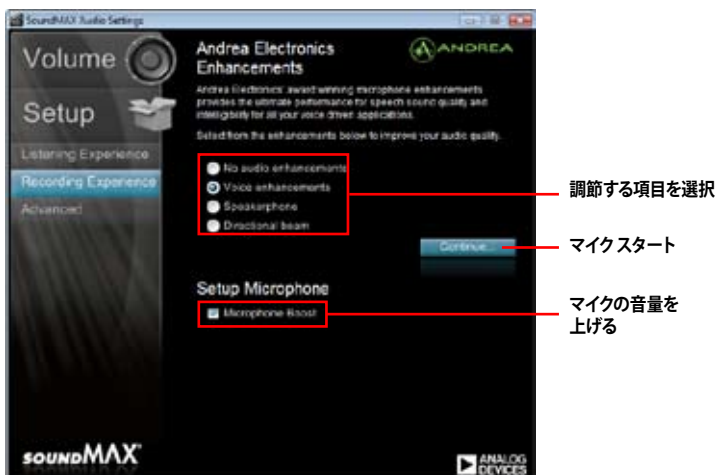 SoundMAX Audio Settings
Volume
Setup
Listening Experience
Recording Experience
Advanced
Andrea Electronics
Enhancements
ANDREA
Andrea Electronics' award winning microphone enhancements
provides the ultimate performance for speech sound quality and
intelligibility for all your voice driven applications.
Select from the enhancements below to improve your audio quality.
No audio enhancements
Voice enhancements
Speakerphone
Directional beam
Continue...
Setup Microphone
Microphone Boost
調節する項目を選択
マイク スタート
マイクの音量を
上げる
SOUNDMAX
ANALOG
DEVICES